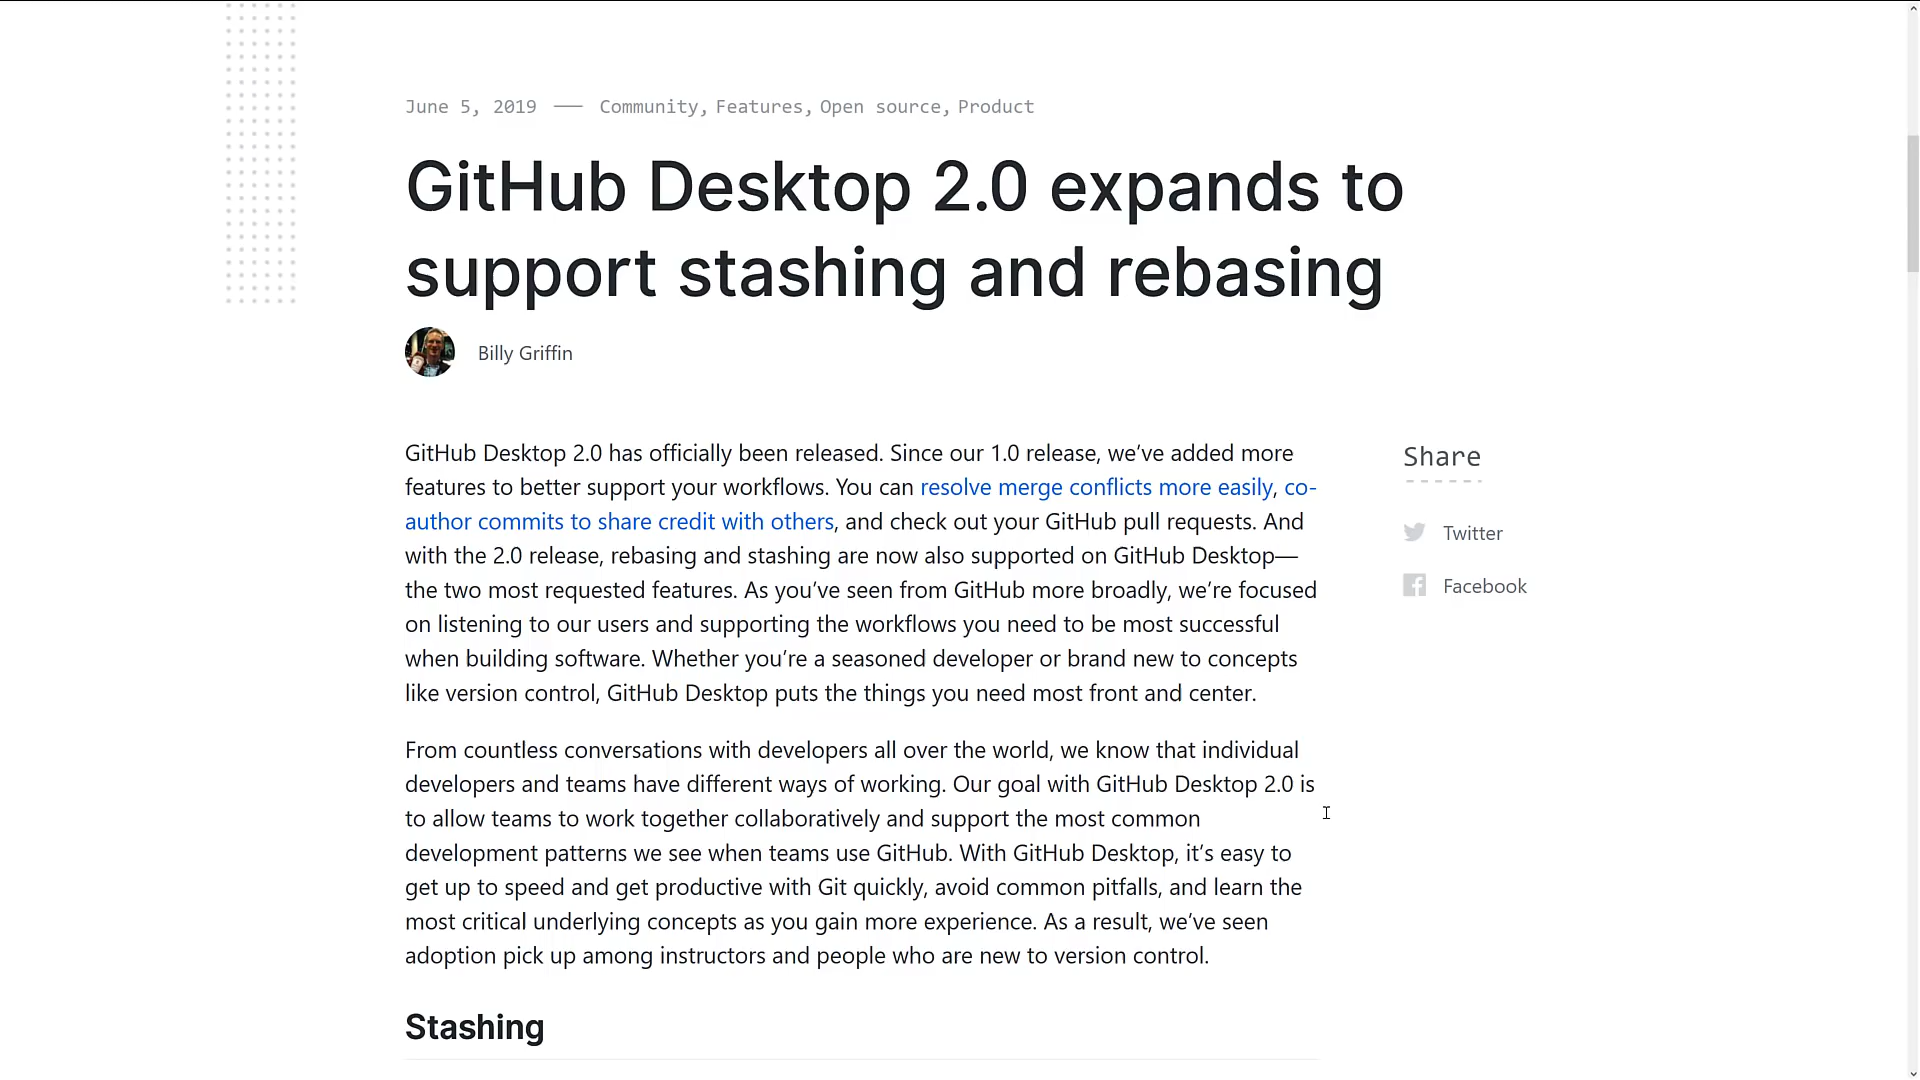 June 5, 2019 — Community, Features, Open source, Product
GitHub Desktop 2.0 expands to
support stashing and rebasing
Billy Griffin
GitHub Desktop 2.0 has officially been released. Since our 1.0 release, we’ve added more
features to better support your workflows. You can resolve merge conflicts more easily, co-
author commits to share credit with others, and check out your GitHub pull requests. And
with the 2.0 release, rebasing and stashing are now also supported on GitHub Desktop—
the two most requested features. As you’ve seen from GitHub more broadly, we’re focused
on listening to our users and supporting the workflows you need to be most successful
when building software. Whether you’re a seasoned developer or brand new to concepts
like version control, GitHub Desktop puts the things you need most front and center.
From countless conversations with developers all over the world, we know that individual
developers and teams have different ways of working. Our goal with GitHub Desktop 2.0 is
to allow teams to work together collaboratively and support the most common
development patterns we see when teams use GitHub. With GitHub Desktop, it’s easy to
get up to speed and get productive with Git quickly, avoid common pitfalls, and learn the
most critical underlying concepts as you gain more experience. As a result, we’ve seen
adoption pick up among instructors and people who are new to version control.
Stashing
Share
Twitter
Facebook